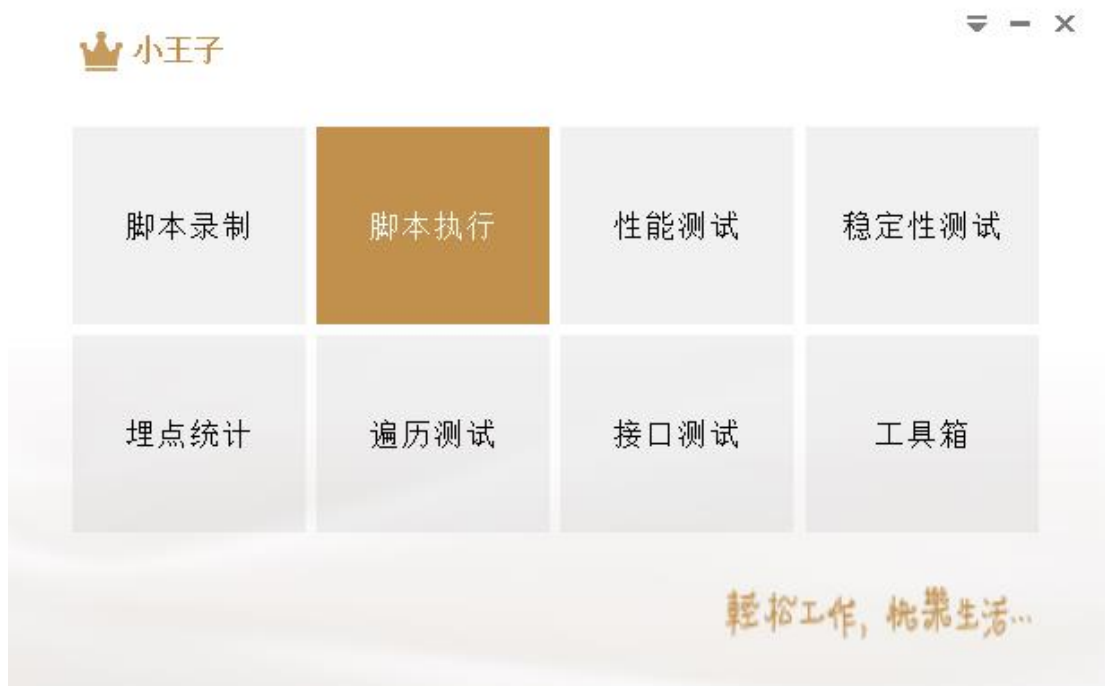 小王子
脚本录制 脚本执行 性能测试 稳定性测试
埋点统计 遍历测试 接口测试 工具箱
輕松工作，快樂生活...